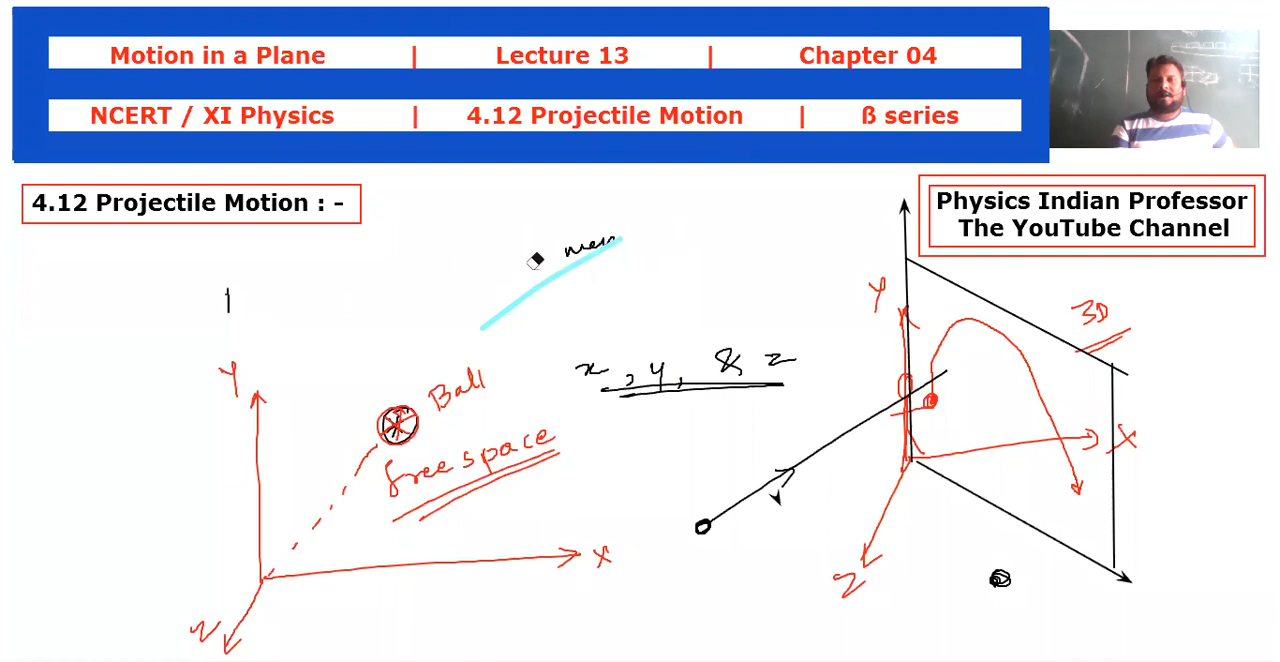 Motion in a Plane | Lecture 13 | Chapter 04
NCERT / XI Physics | 4.12 Projectile Motion | ß series
4.12 Projectile Motion : -
Physics Indian Professor
The YouTube Channel
Y
Ball
free space
X
Z
x, y, & z
v
Y
3D
X
Z